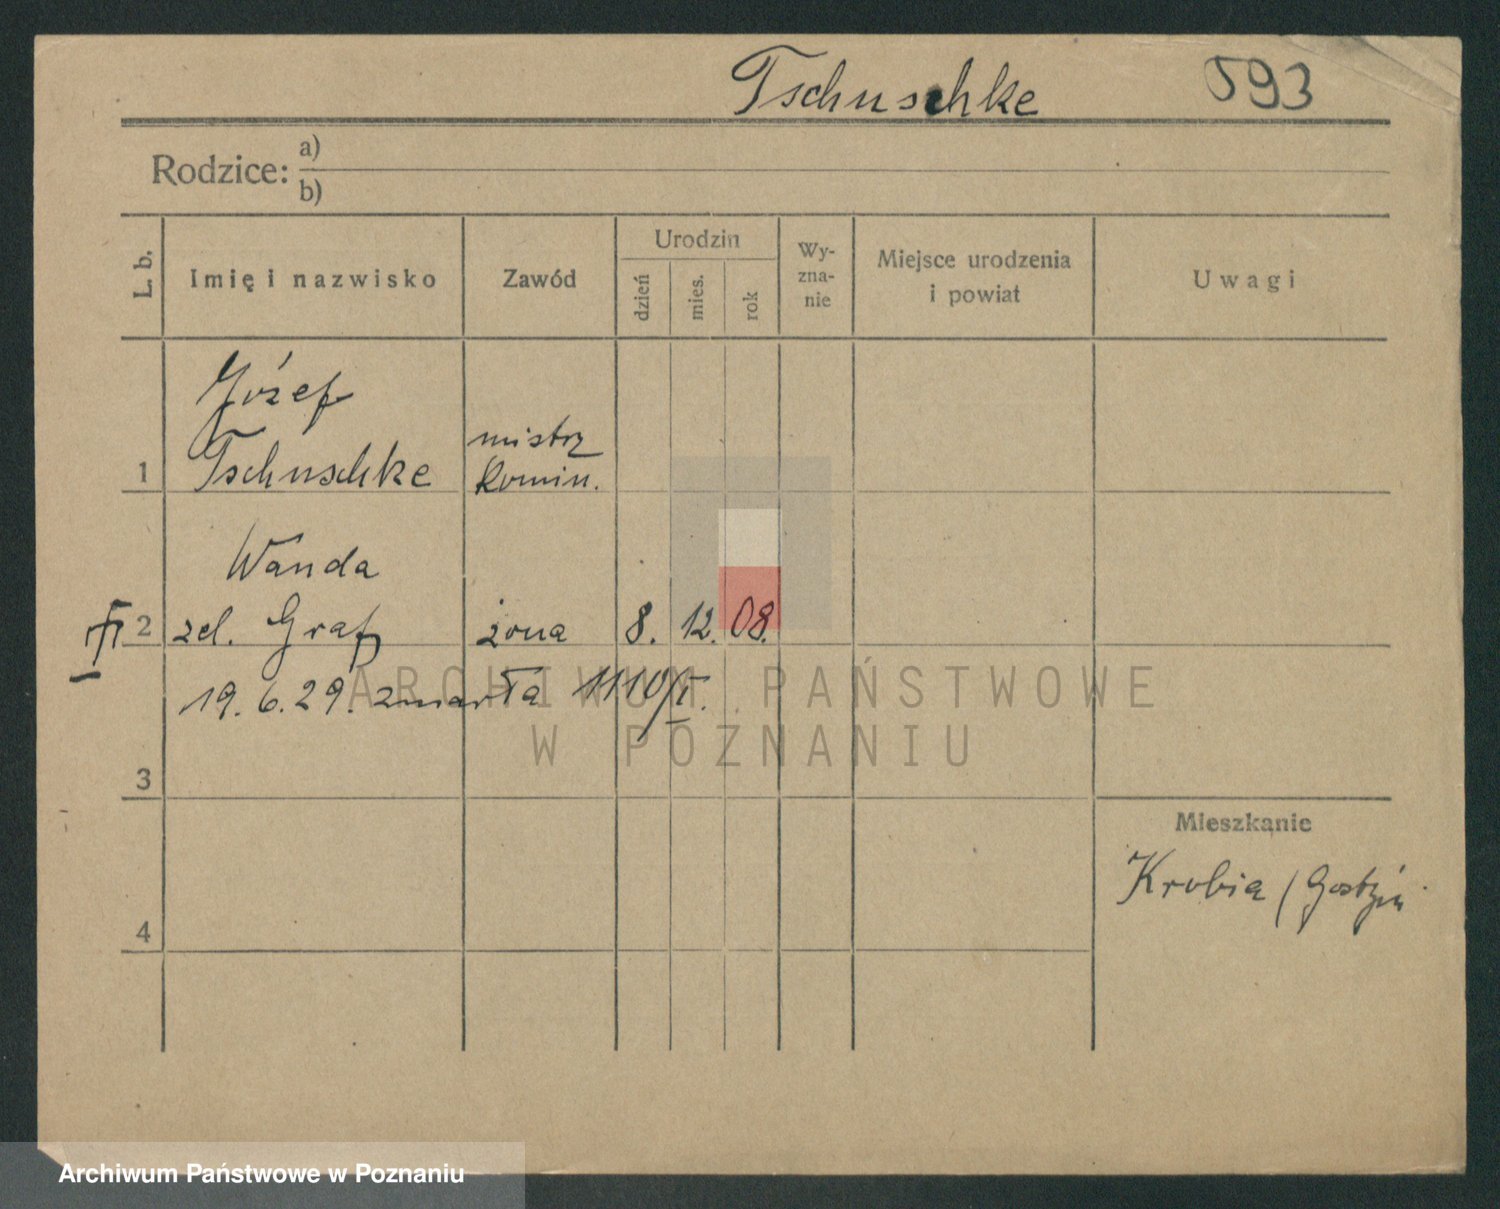 Tschuschke 593
Rodzice: a)
b)
L. b. Imię i nazwisko Zawód Urodzin dzień mies. rok Wy-zna-nie Miejsce urodzenia i powiat Uwagi
Józef
Tschuschke mistrz
1 Komin.
Wanda
2 zel. Graf żona 8. 12. 08.
19. 6. 29. zmarła 1110/I.
3
Mieszkanie
Krobia / Gostyń
4
ARCHIWUM PAŃSTWOWE
W POZNANIU
Archiwum Państwowe w Poznaniu